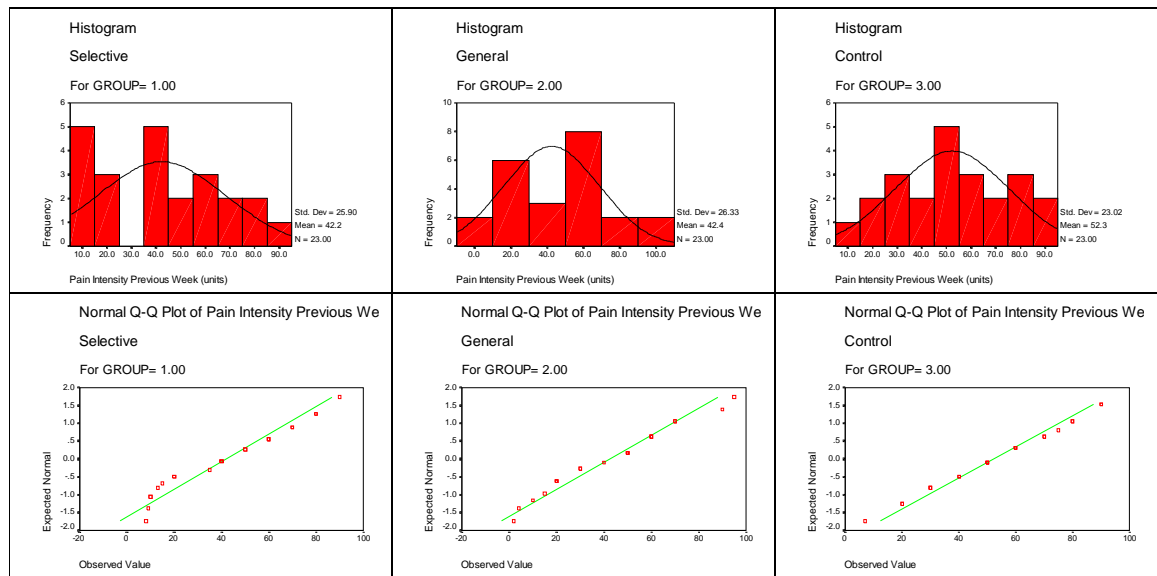 Histogram
Selective
For GROUP= 1.00
6
5
4
3
2
1
0
Frequency
10.0 20.0 30.0 40.0 50.0 60.0 70.0 80.0 90.0
Std. Dev = 25.90
Mean = 42.2
N = 23.00
Pain Intensity Previous Week (units)
Histogram
General
For GROUP= 2.00
10
8
6
4
2
0
Frequency
0.0 20.0 40.0 60.0 80.0 100.0
Std. Dev = 26.33
Mean = 42.4
N = 23.00
Pain Intensity Previous Week (units)
Histogram
Control
For GROUP= 3.00
6
5
4
3
2
1
0
Frequency
10.0 20.0 30.0 40.0 50.0 60.0 70.0 80.0 90.0
Std. Dev = 23.02
Mean = 52.3
N = 23.00
Pain Intensity Previous Week (units)
Normal Q-Q Plot of Pain Intensity Previous We
Selective
For GROUP= 1.00
2.0
1.5
1.0
.5
0.0
-.5
-1.0
-1.5
-2.0
Expected Normal
-20 0 20 40 60 80 100
Observed Value
Normal Q-Q Plot of Pain Intensity Previous We
General
For GROUP= 2.00
2.0
1.5
1.0
.5
0.0
-.5
-1.0
-1.5
-2.0
Expected Normal
-20 0 20 40 60 80 100
Observed Value
Normal Q-Q Plot of Pain Intensity Previous We
Control
For GROUP= 3.00
2.0
1.5
1.0
.5
0.0
-.5
-1.0
-1.5
-2.0
Expected Normal
0 20 40 60 80 100
Observed Value